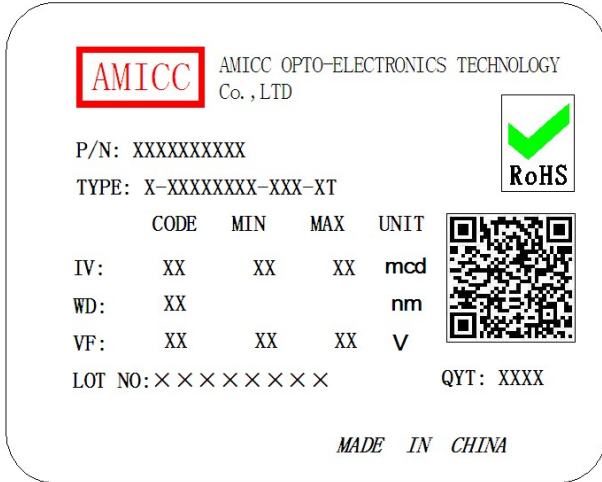 AMICC
AMICC OPTO-ELECTRONICS TECHNOLOGY
Co.,LTD
RoHS
P/N: XXXXXXXXXX
TYPE: X-XXXXXXXX-XXX-XT
CODE MIN MAX UNIT
IV: XX XX XX mcd
WD: XX nm
VF: XX XX XX V
LOT NO:××××××××
QYT: XXXX
MADE IN CHINA